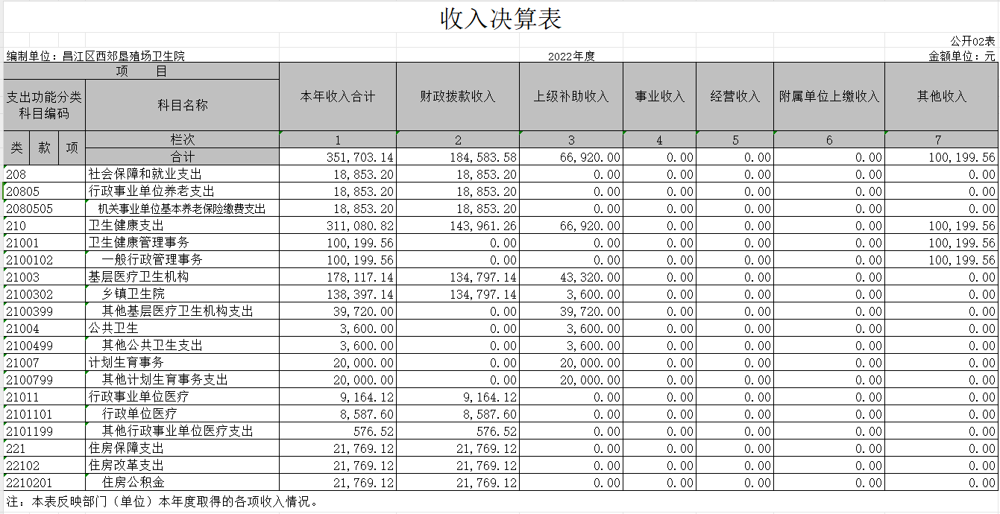 收入决算表
公开02表
编制单位：昌江区西郊垦殖场卫生院 2022年度 金额单位：元
项 目 本年收入合计 财政拨款收入 上级补助收入 事业收入 经营收入 附属单位上缴收入 其他收入
支出功能分类科目编码 科目名称
类 款 项 栏次 1 2 3 4 5 6 7
合计 351,703.14 184,583.58 66,920.00 0.00 0.00 0.00 100,199.56
208 社会保障和就业支出 18,853.20 18,853.20 0.00 0.00 0.00 0.00 0.00
20805 行政事业单位养老支出 18,853.20 18,853.20 0.00 0.00 0.00 0.00 0.00
2080505 机关事业单位基本养老保险缴费支出 18,853.20 18,853.20 0.00 0.00 0.00 0.00 0.00
210 卫生健康支出 311,080.82 143,961.26 66,920.00 0.00 0.00 0.00 100,199.56
21001 卫生健康管理事务 100,199.56 0.00 0.00 0.00 0.00 0.00 100,199.56
2100102 一般行政管理事务 100,199.56 0.00 0.00 0.00 0.00 0.00 100,199.56
21003 基层医疗卫生机构 178,117.14 134,797.14 43,320.00 0.00 0.00 0.00 0.00
2100302 乡镇卫生院 138,397.14 134,797.14 3,600.00 0.00 0.00 0.00 0.00
2100399 其他基层医疗卫生机构支出 39,720.00 0.00 39,720.00 0.00 0.00 0.00 0.00
21004 公共卫生 3,600.00 0.00 3,600.00 0.00 0.00 0.00 0.00
2100499 其他公共卫生支出 3,600.00 0.00 3,600.00 0.00 0.00 0.00 0.00
21007 计划生育事务 20,000.00 0.00 20,000.00 0.00 0.00 0.00 0.00
2100799 其他计划生育事务支出 20,000.00 0.00 20,000.00 0.00 0.00 0.00 0.00
21011 行政事业单位医疗 9,164.12 9,164.12 0.00 0.00 0.00 0.00 0.00
2101101 行政单位医疗 8,587.60 8,587.60 0.00 0.00 0.00 0.00 0.00
2101199 其他行政事业单位医疗支出 576.52 576.52 0.00 0.00 0.00 0.00 0.00
221 住房保障支出 21,769.12 21,769.12 0.00 0.00 0.00 0.00 0.00
22102 住房改革支出 21,769.12 21,769.12 0.00 0.00 0.00 0.00 0.00
2210201 住房公积金 21,769.12 21,769.12 0.00 0.00 0.00 0.00 0.00
注：本表反映部门（单位）本年度取得的各项收入情况。